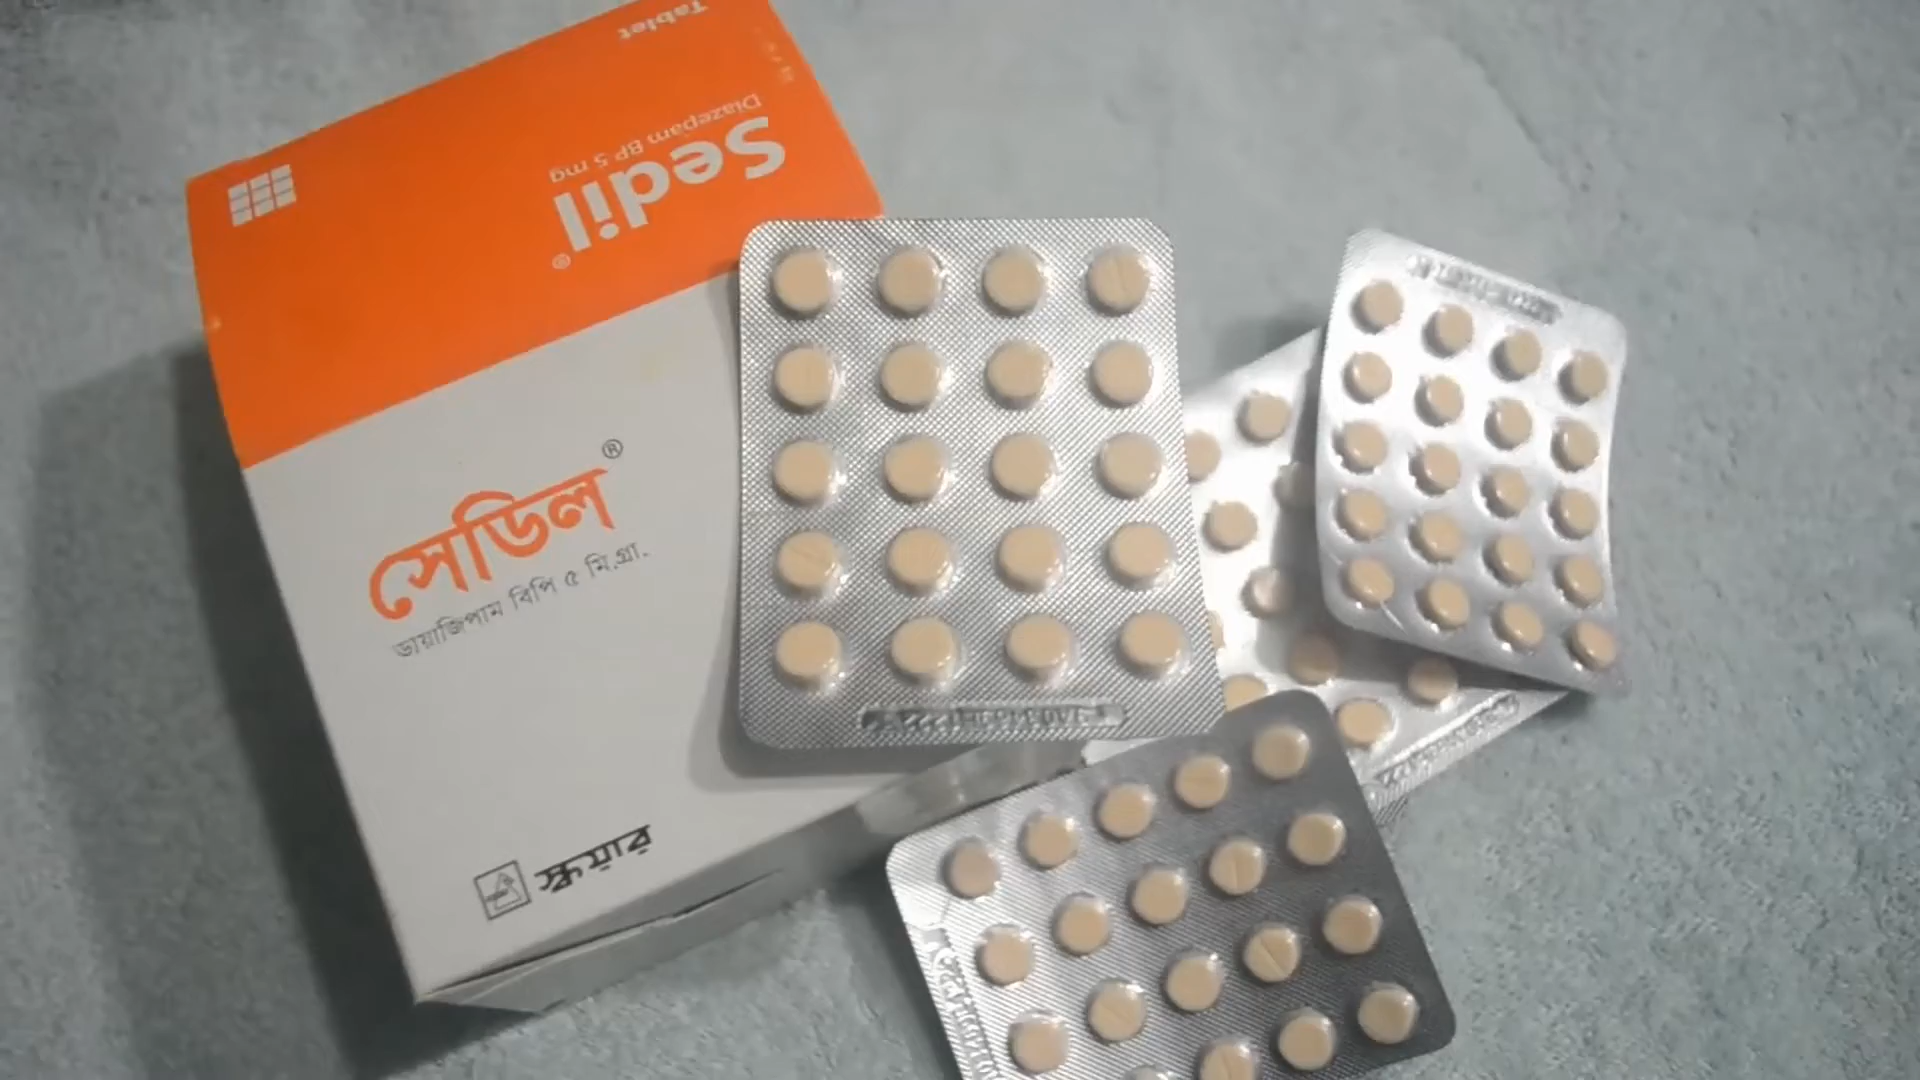 Tablet
Diazepam BP 5 mg
Sedil®
সেডিল®
ডায়াজিপাম বিপি ৫ মি.গ্রা.
স্কয়ার